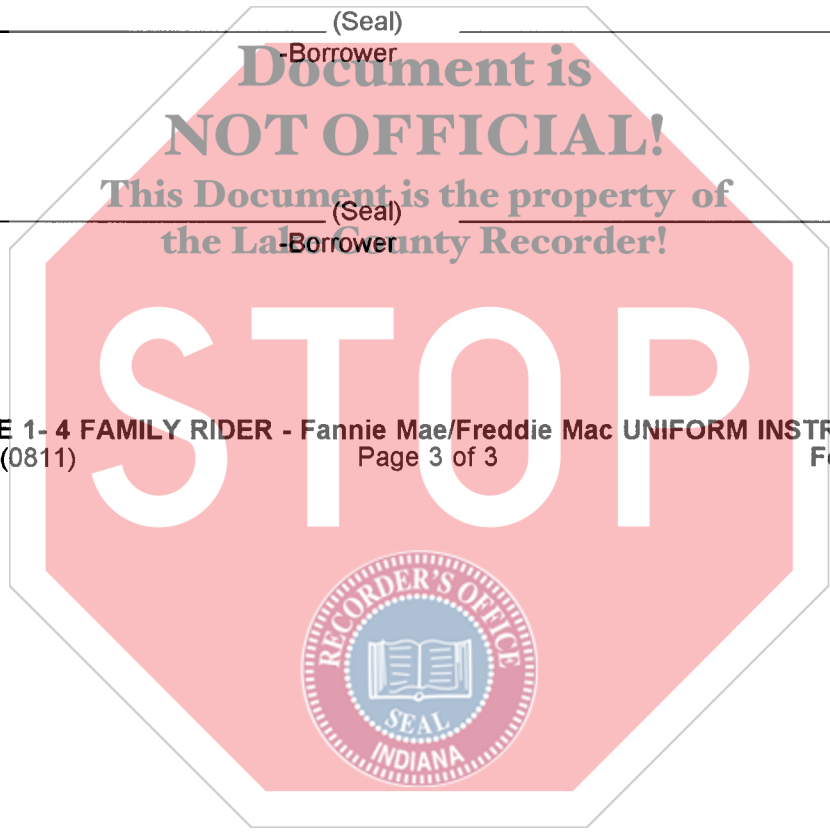 (Seal)
-Borrower
Document is
NOT OFFICIAL!
This Document is the property of
(Seal)
the Lake County Recorder!
-Borrower
STOP
E 1- 4 FAMILY RIDER - Fannie Mae/Freddie Mac UNIFORM INSTR
(0811)
Page 3 of 3
F
RECORDER'S OFFICE
SEAL
INDIANA